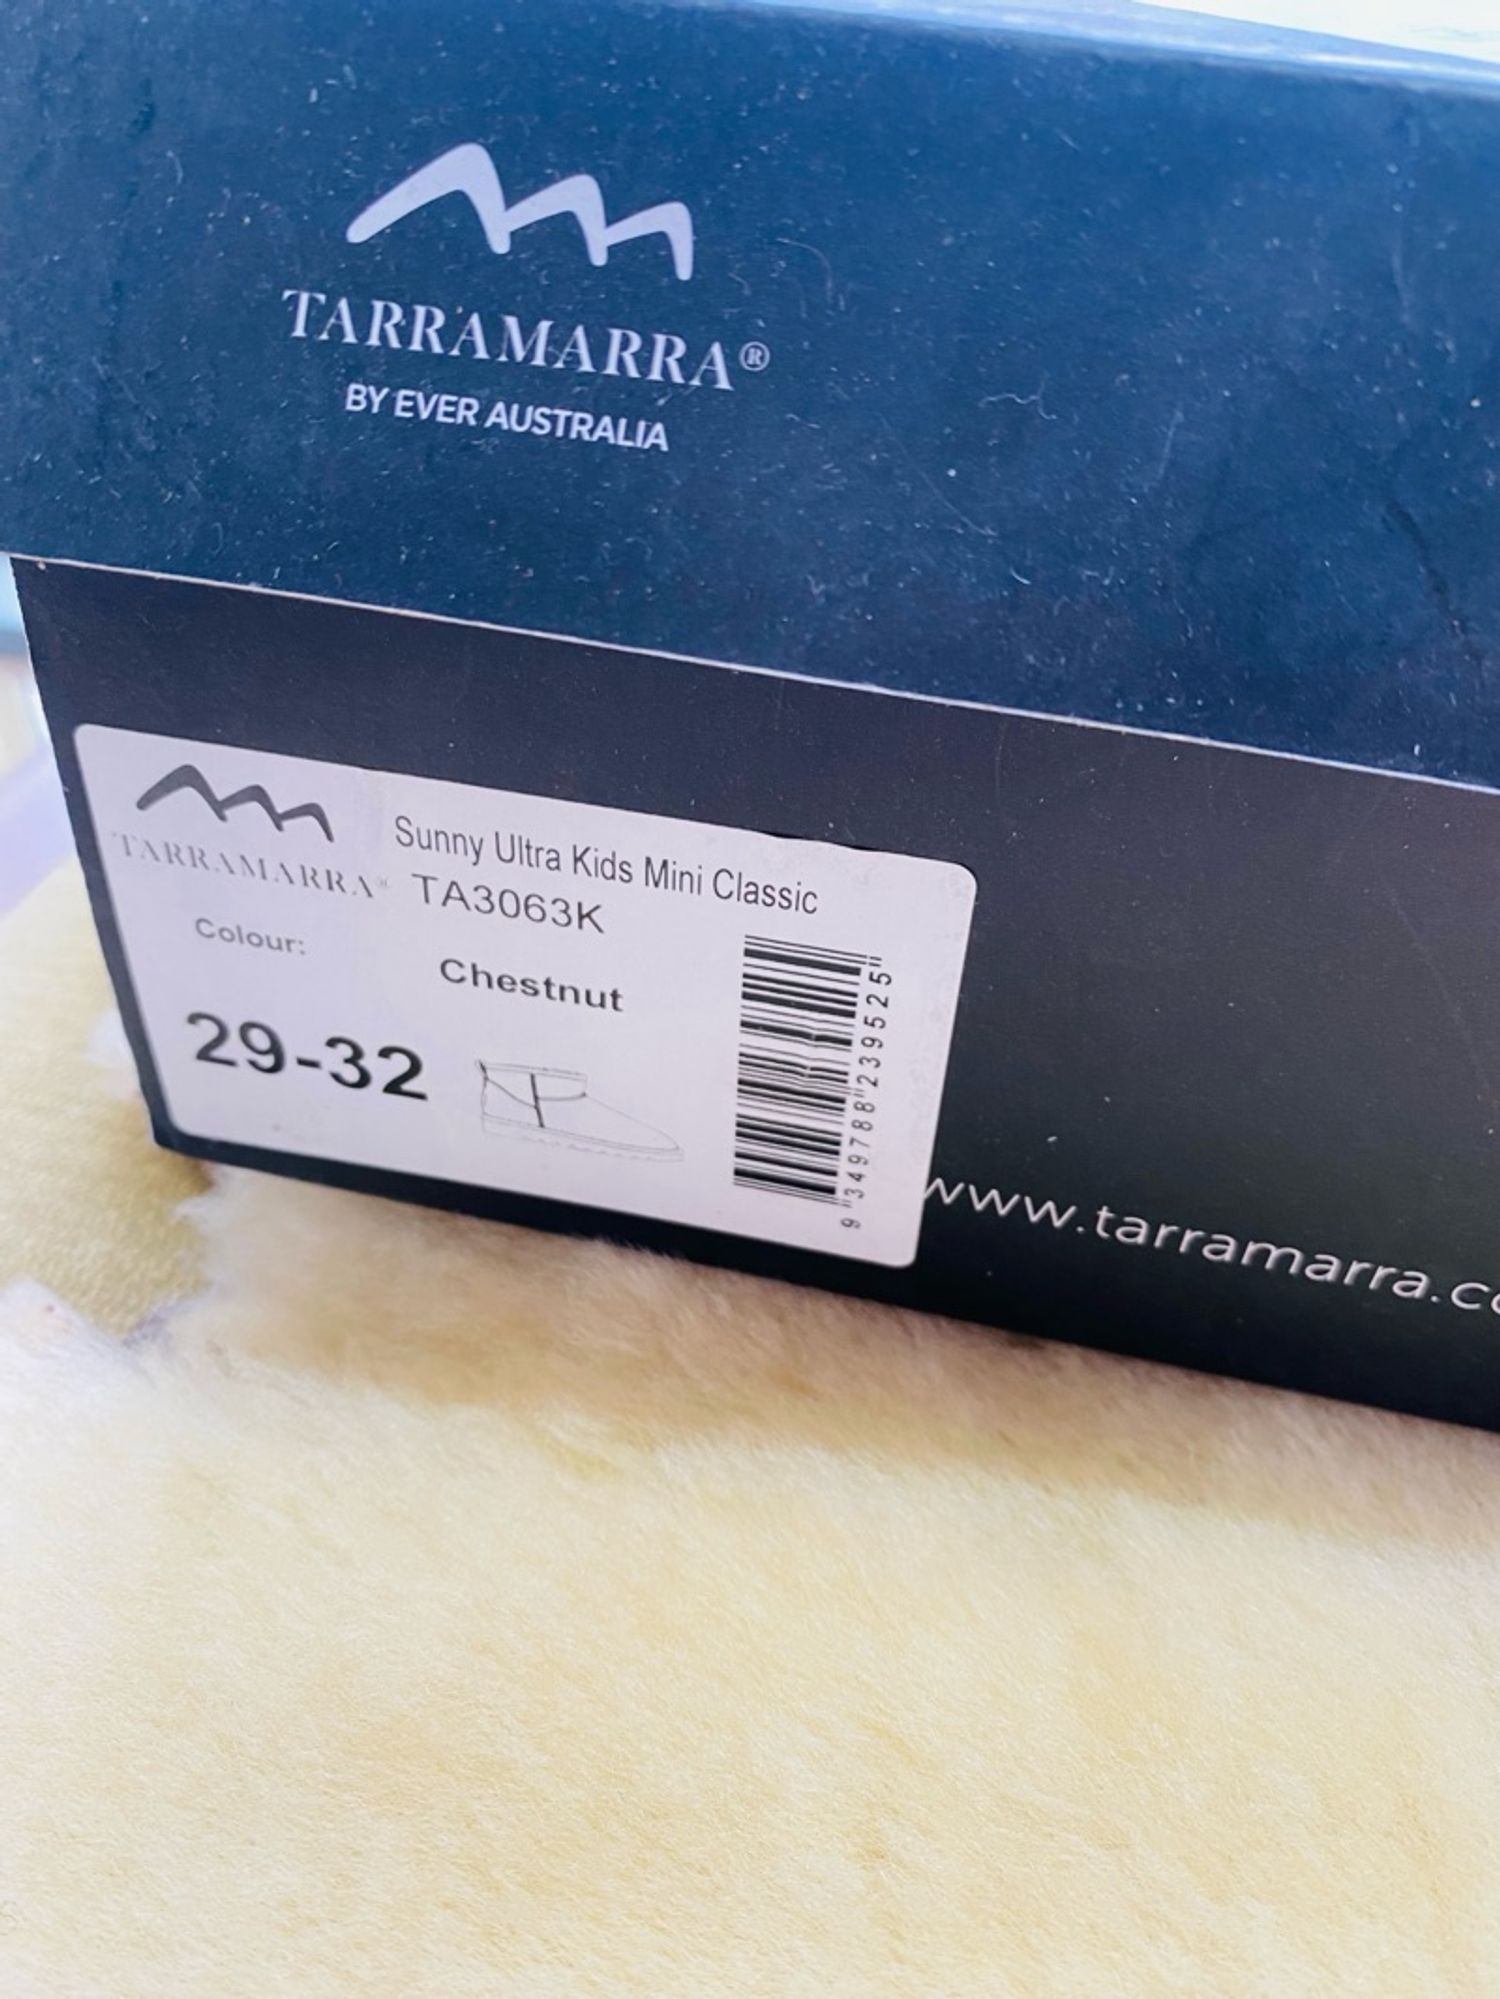 TARRAMARRA®
BY EVER AUSTRALIA
TARRAMARRA®
Sunny Ultra Kids Mini Classic
TA3063K
Colour:
Chestnut
29-32
9 "349788"239525"
www.tarramarra.co